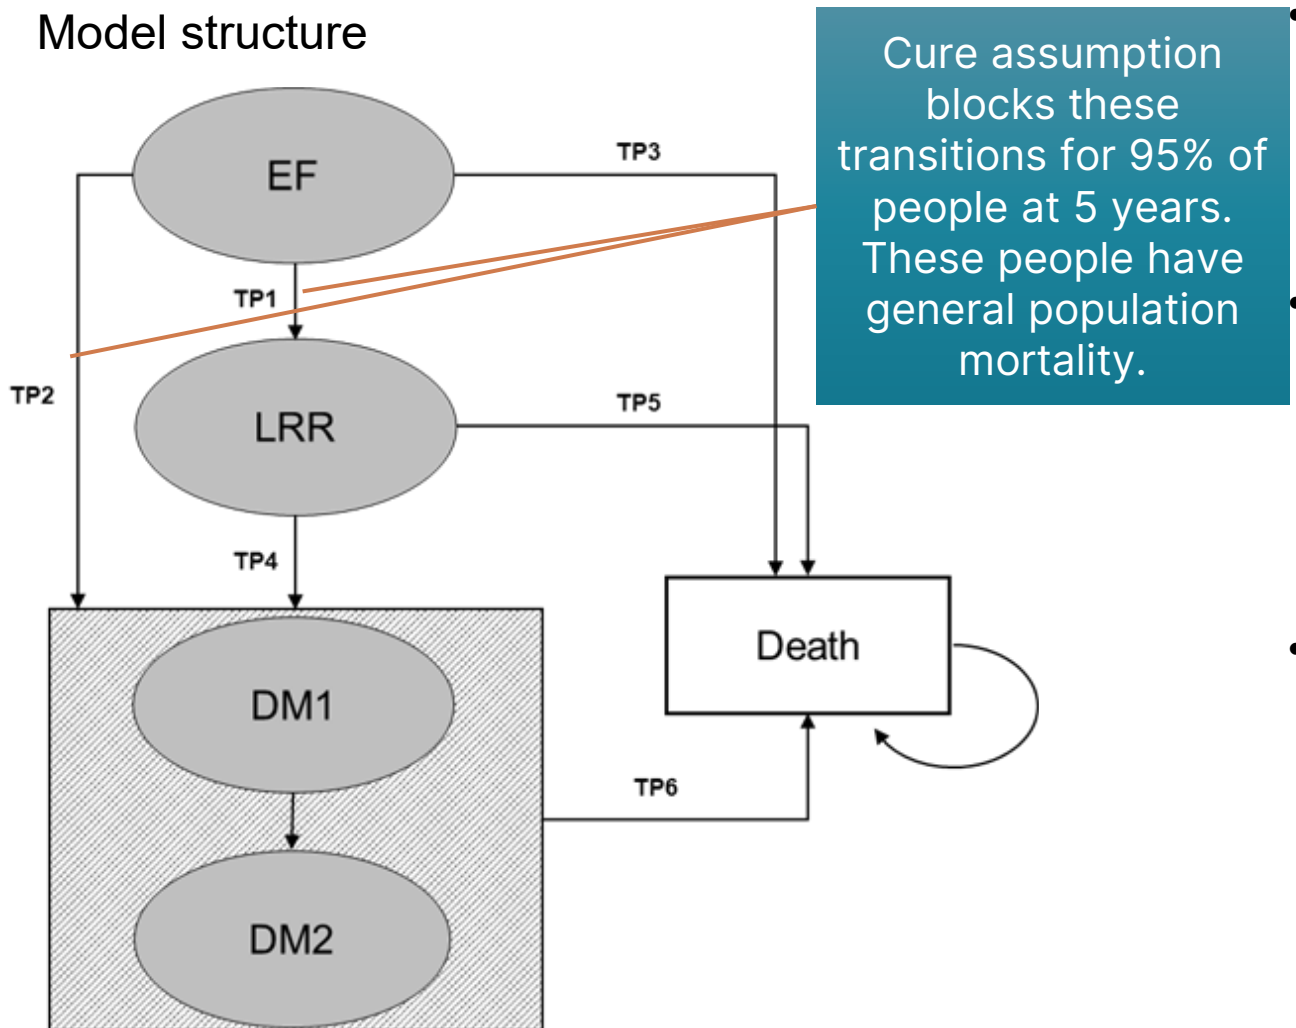 Model structure
Cure assumption
blocks these
transitions for 95% of
people at 5 years.
These people have
general population
mortality.
EF
TP3
TP1
TP2
LRR
TP5
TP4
Death
DM1
TP6
DM2